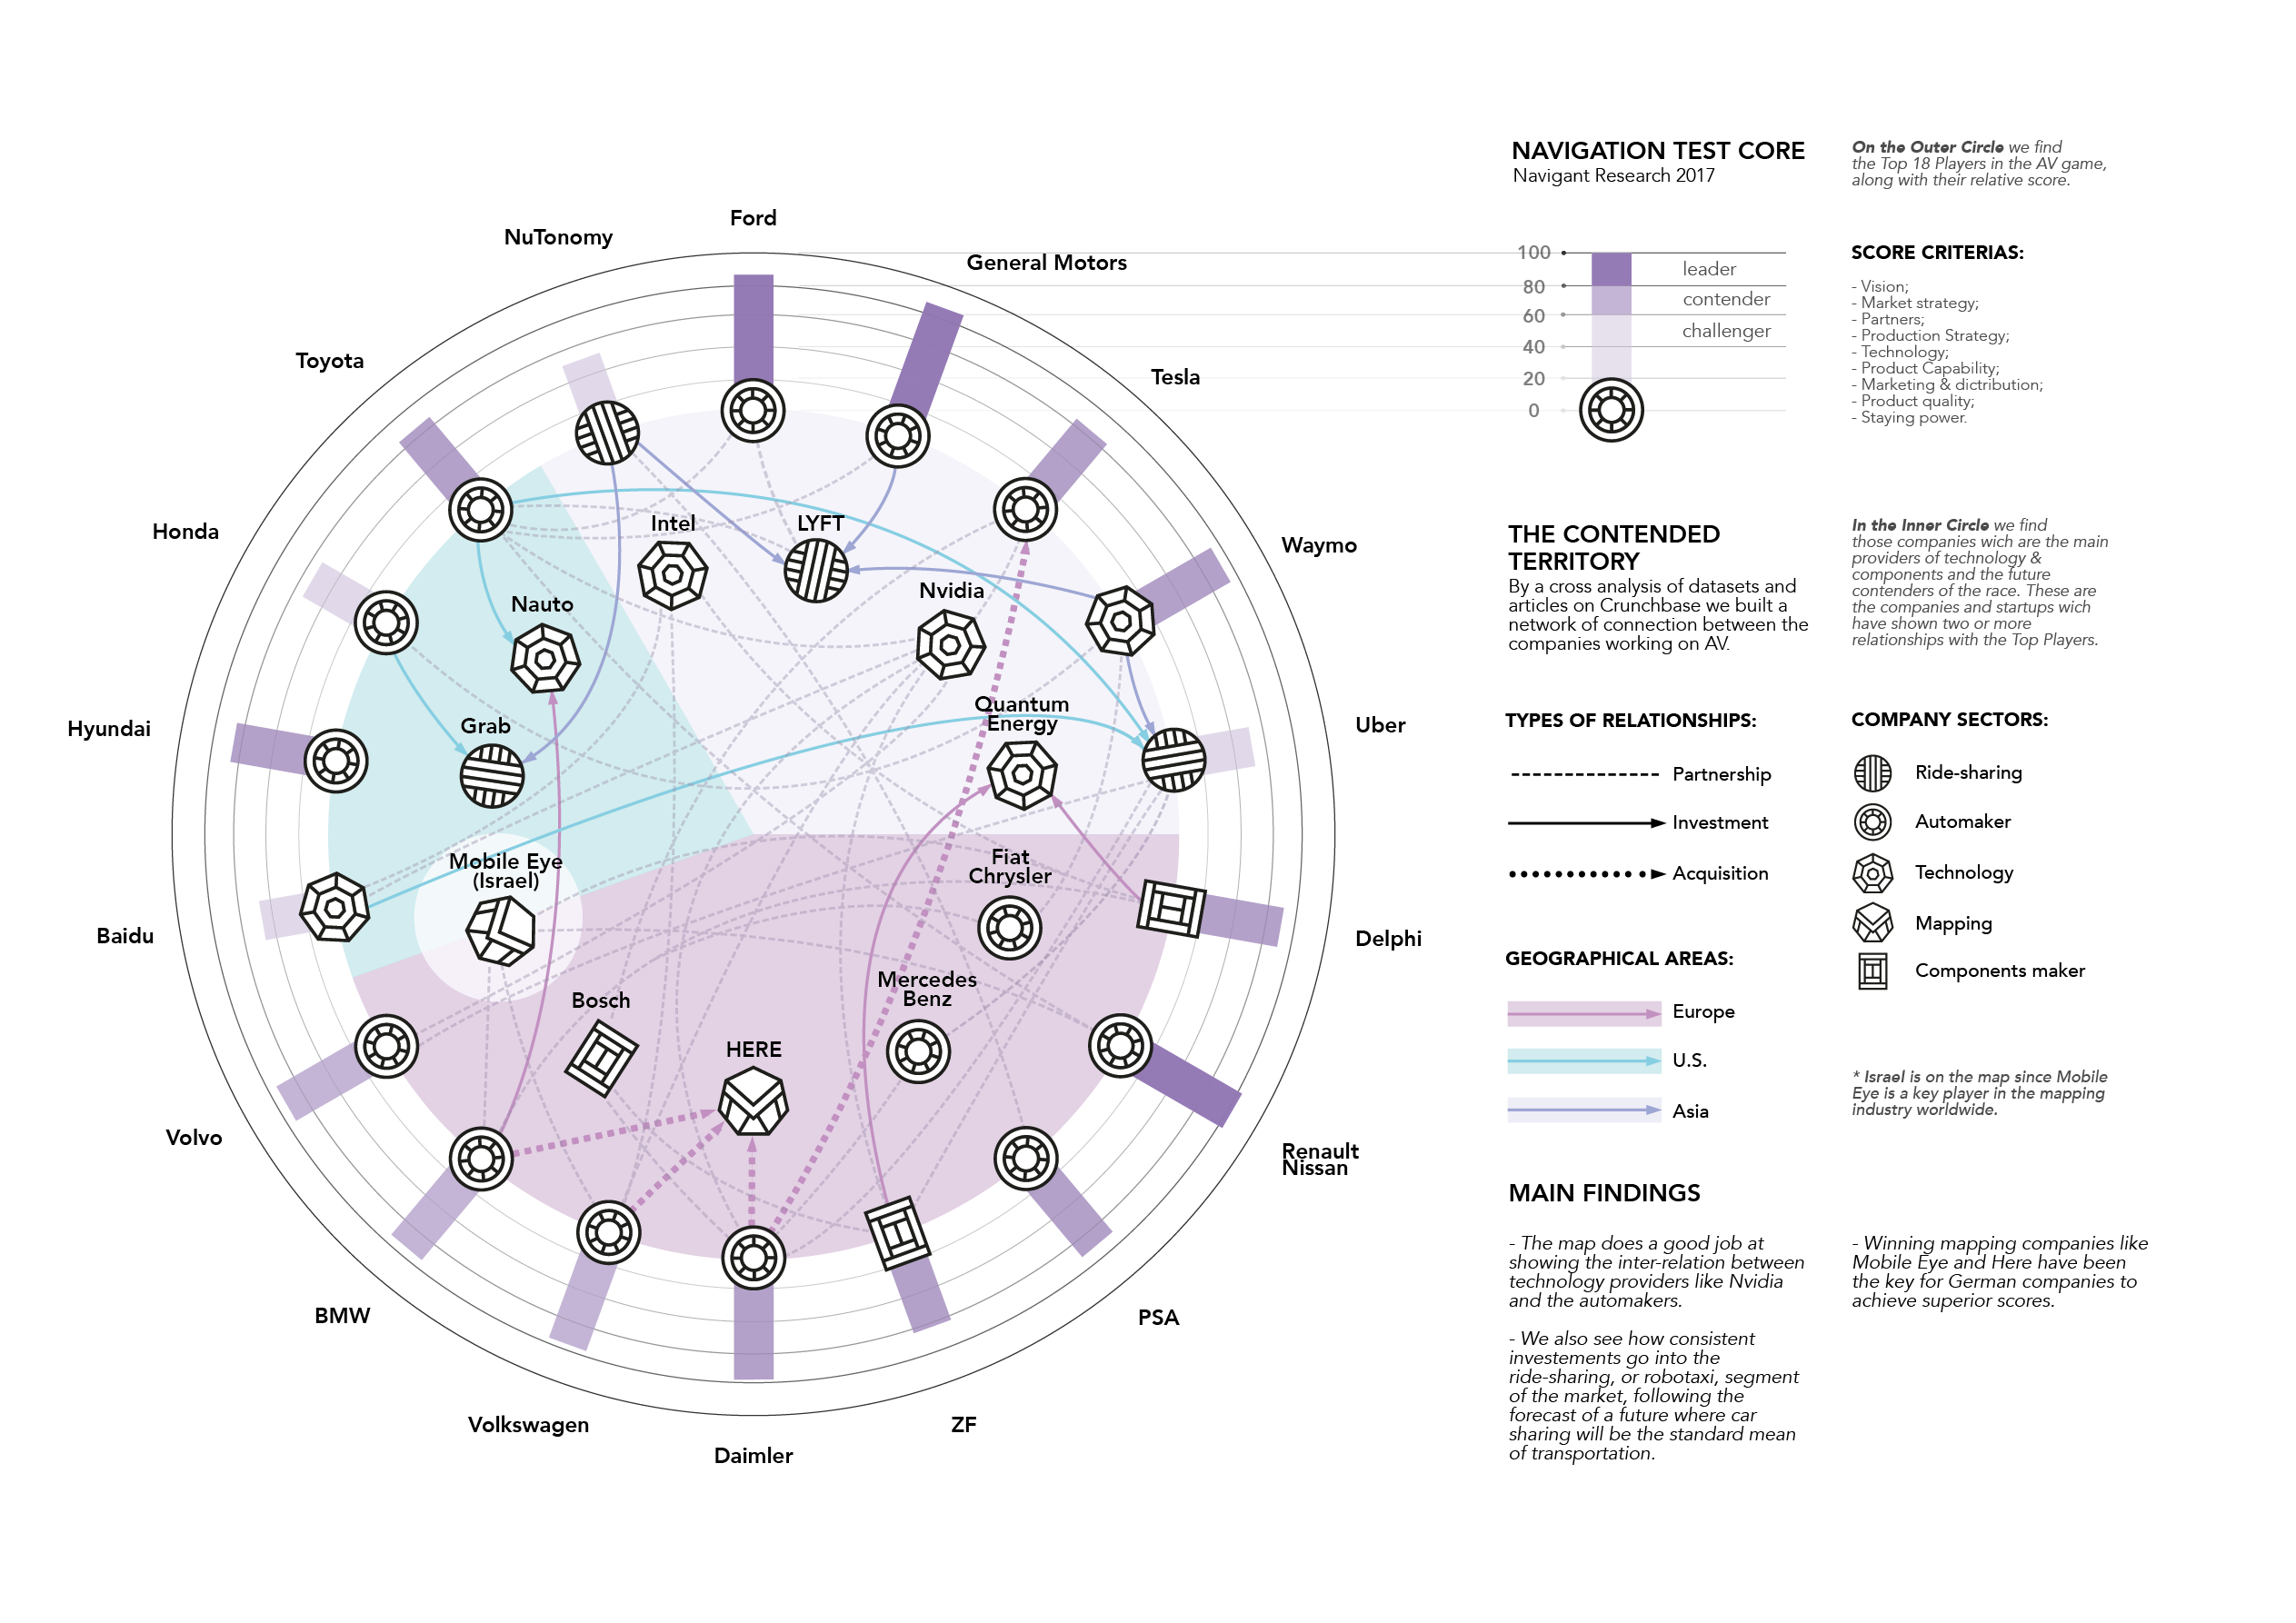 NAVIGATION TEST CORE
Navigant Research 2017
On the Outer Circle we find
the Top 18 Players in the AV game,
along with their relative score.
Ford
NuTonomy
General Motors
Toyota
Tesla
Honda
Waymo
Hyundai
Uber
Baidu
Delphi
Volvo
Renault
Nissan
BMW
PSA
Volkswagen
ZF
Daimler
Intel
LYFT
Nauto
Nvidia
Grab
Quantum
Energy
Mobile Eye
(Israel)
Fiat
Chrysler
Bosch
Mercedes
Benz
HERE
100
80
60
40
20
0
leader
contender
challenger
SCORE CRITERIAS:
- Vision;
- Market strategy;
- Partners;
- Production Strategy;
- Technology;
- Product Capability;
- Marketing & dictribution;
- Product quality;
- Staying power.
THE CONTENDED
TERRITORY
By a cross analysis of datasets and
articles on Crunchbase we built a
network of connection between the
companies working on AV.
In the Inner Circle we find
those companies wich are the main
providers of technology &
components and the future
contenders of the race. These are
the companies and startups wich
have shown two or more
relationships with the Top Players.
TYPES OF RELATIONSHIPS:
Partnership
Investment
Acquisition
COMPANY SECTORS:
Ride-sharing
Automaker
Technology
Mapping
Components maker
GEOGRAPHICAL AREAS:
Europe
U.S.
Asia
* Israel is on the map since Mobile
Eye is a key player in the mapping
industry worldwide.
MAIN FINDINGS
- The map does a good job at
showing the inter-relation between
technology providers like Nvidia
and the automakers.
- We also see how consistent
investements go into the
ride-sharing, or robotaxi, segment
of the market, following the
forecast of a future where car
sharing will be the standard mean
of transportation.
- Winning mapping companies like
Mobile Eye and Here have been
the key for German companies to
achieve superior scores.